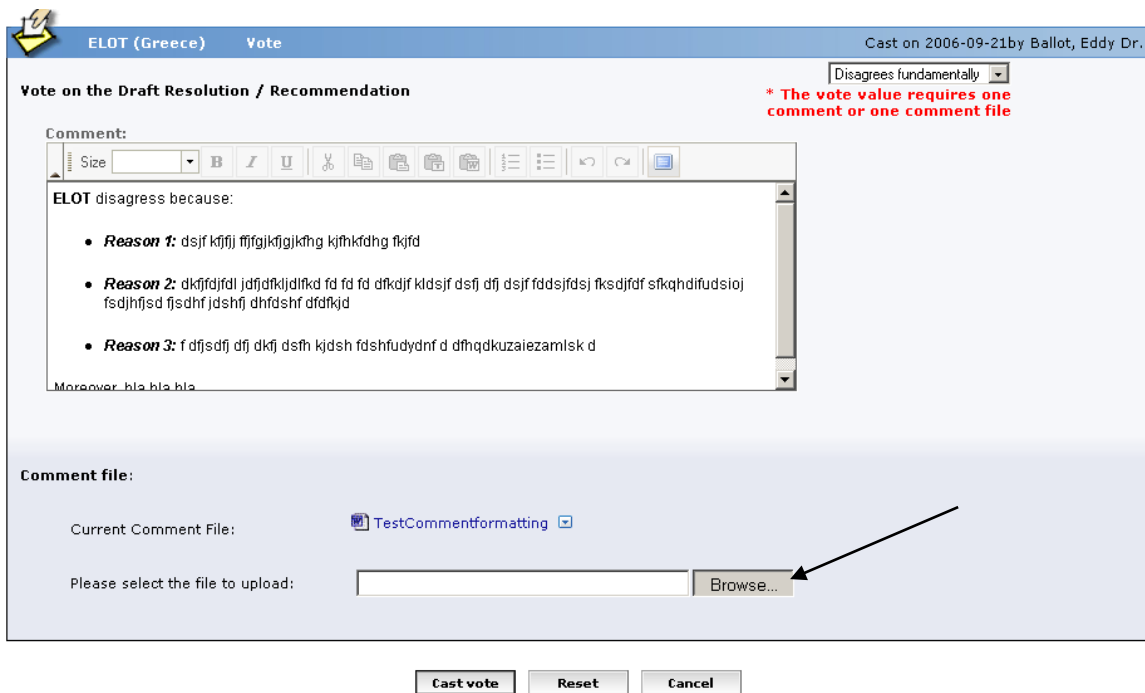 ELOT (Greece) Vote Cast on 2006-09-21by Ballot, Eddy Dr.
Vote on the Draft Resolution / Recommendation
Disagrees fundamentally
* The vote value requires one
comment or one comment file
Comment:
Size B I U
ELOT disagress because:
• Reason 1: dsjf kfjfjj ffjfgjkfjgjkfhg kjfhkfdhg fkjfd
• Reason 2: dkfjfdjfdl jdfjdfkljdlfkd fd fd fd dfkdjf kldsjf dsfj dfj dsjf fddsjfdsj fksdjfdf sfkqhdifudsioj
fsdjhfjsd fjsdhf jdshfj dhfdshf dfdfkjd
• Reason 3: f dfjsdfj dfj dkfj dsfh kjdsh fdshfudydnf d dfhqdkuzaiezamlsk d
Moreover, bla bla bla
Comment file:
Current Comment File: TestCommentformatting
Please select the file to upload: Browse...
Cast vote Reset Cancel